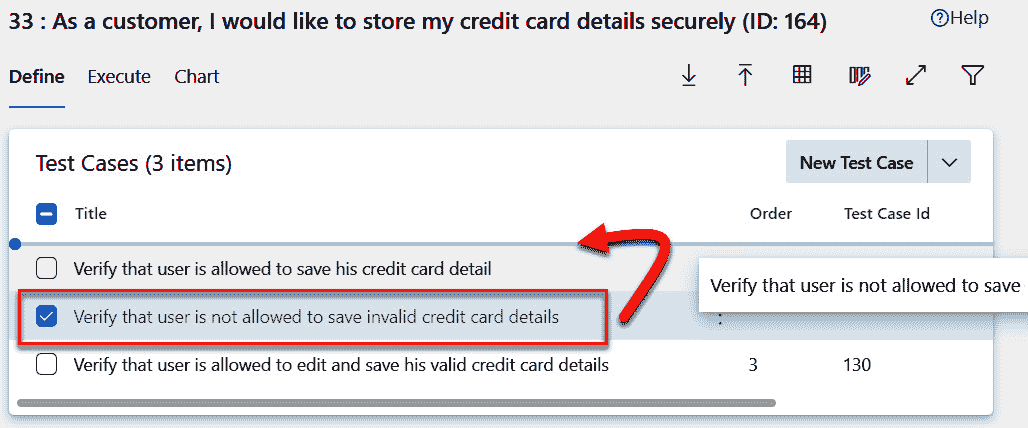 33 : As a customer, I would like to store my credit card details securely (ID: 164)
Help
Define Execute Chart
Test Cases (3 items)
New Test Case
Title Order Test Case Id
Verify that user is allowed to save his credit card detail
Verify that user is not allowed to save
Verify that user is not allowed to save invalid credit card details
Verify that user is allowed to edit and save his valid credit card details 3 130